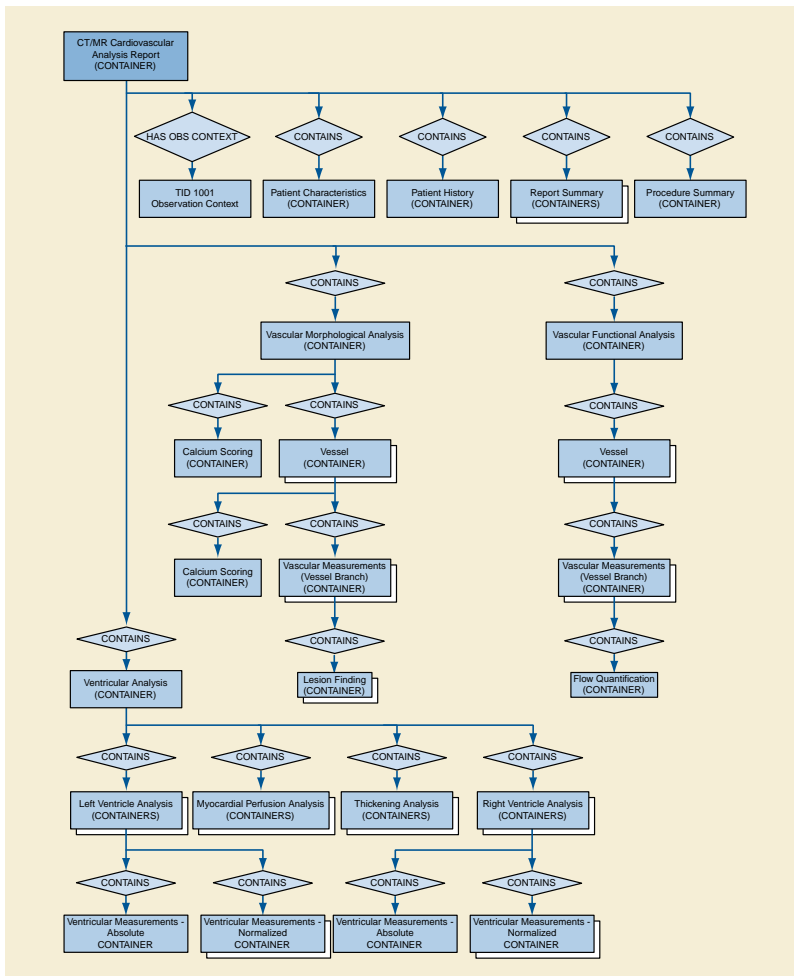 CT/MR Cardiovascular
Analysis Report
(CONTAINER)
HAS OBS CONTEXT
CONTAINS
CONTAINS
CONTAINS
CONTAINS
TID 1001
Observation Context
Patient Characteristics
(CONTAINER)
Patient History
(CONTAINER)
Report Summary
(CONTAINERS)
Procedure Summary
(CONTAINER)
CONTAINS
CONTAINS
Vascular Morphological Analysis
(CONTAINER)
Vascular Functional Analysis
(CONTAINER)
CONTAINS
CONTAINS
CONTAINS
Calcium Scoring
(CONTAINER)
Vessel
(CONTAINER)
Vessel
(CONTAINER)
CONTAINS
CONTAINS
CONTAINS
Calcium Scoring
(CONTAINER)
Vascular Measurements
(Vessel Branch)
(CONTAINER)
Vascular Measurements
(Vessel Branch)
(CONTAINER)
CONTAINS
CONTAINS
CONTAINS
Ventricular Analysis
(CONTAINER)
Lesion Finding
(CONTAINER)
Flow Quantification
(CONTAINER)
CONTAINS
CONTAINS
CONTAINS
CONTAINS
Left Ventricle Analysis
(CONTAINERS)
Myocardial Perfusion Analysis
(CONTAINERS)
Thickening Analysis
(CONTAINERS)
Right Ventricle Analysis
(CONTAINERS)
CONTAINS
CONTAINS
CONTAINS
CONTAINS
Ventricular Measurements -
Absolute
CONTAINER
Ventricular Measurements -
Normalized
CONTAINER)
Ventricular Measurements -
Absolute
CONTAINER
Ventricular Measurements -
Normalized
CONTAINER